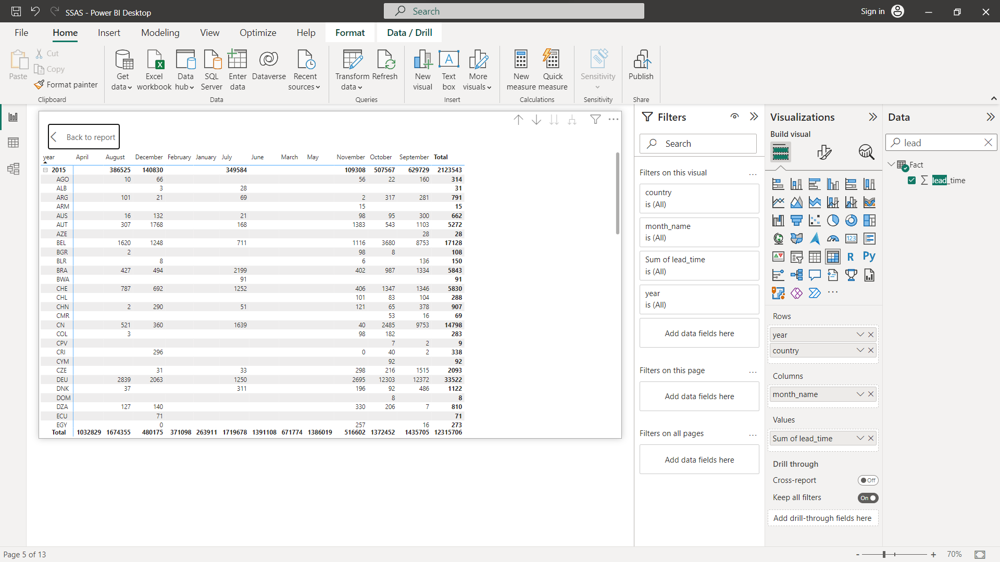 SSAS - Power BI Desktop
Search
Sign in
File Home Insert Modeling View Optimize Help Format Data / Drill
Paste
Cut
Copy
Format painter
Clipboard
Get data
Excel workbook
Data hub
SQL Server
Enter data
Dataverse
Recent sources
Data
Transform data
Refresh
Queries
New visual
Text box
More visuals
Insert
New measure
Quick measure
Calculations
Sensitivity
Sensitivity
Publish
Share
Back to report
year April August December February January July June March May November October September Total
2015 386525 140830 349584 109308 507567 629729 2123543
AGO 10 66 56 22 160 314
ALB 3 28 31
ARG 101 21 69 2 317 281 791
ARM 15 15
AUS 16 132 21 98 95 300 662
AUT 307 1768 168 1383 543 1103 5272
AZE 28 28
BEL 1620 1248 711 1116 3680 8753 17128
BGR 2 98 8 108
BLR 8 6 136 150
BRA 427 494 2199 402 987 1334 5843
BWA 91 91
CHE 787 692 1252 406 1347 1346 5830
CHL 101 83 104 288
CHN 2 290 51 121 65 378 907
CMR 53 16 69
CN 521 360 1639 40 2485 9753 14798
COL 3 98 182 283
CPV 7 2 9
CRI 296 0 40 2 338
CYM 92 92
CZE 31 33 298 216 1515 2093
DEU 2839 2063 1250 2695 12303 12372 33522
DNK 37 311 196 92 486 1122
DOM 8 8
DZA 127 140 330 206 7 810
ECU 71 71
EGY 0 257 16 273
Total 1032829 1674355 480175 371098 263911 1719678 1391108 671774 1386019 516602 1372452 1435705 12315706
Filters
Search
Filters on this visual
country
is (All)
month_name
is (All)
Sum of lead_time
is (All)
year
is (All)
Add data fields here
Filters on this page
Add data fields here
Filters on all pages
Add data fields here
Visualizations
Build visual
123
R
Py
Rows
year
country
Columns
month_name
Values
Sum of lead_time
Drill through
Cross-report
Off
Keep all filters
On
Add drill-through fields here
Data
lead
Fact
lead_time
Page 5 of 13
- + 70%